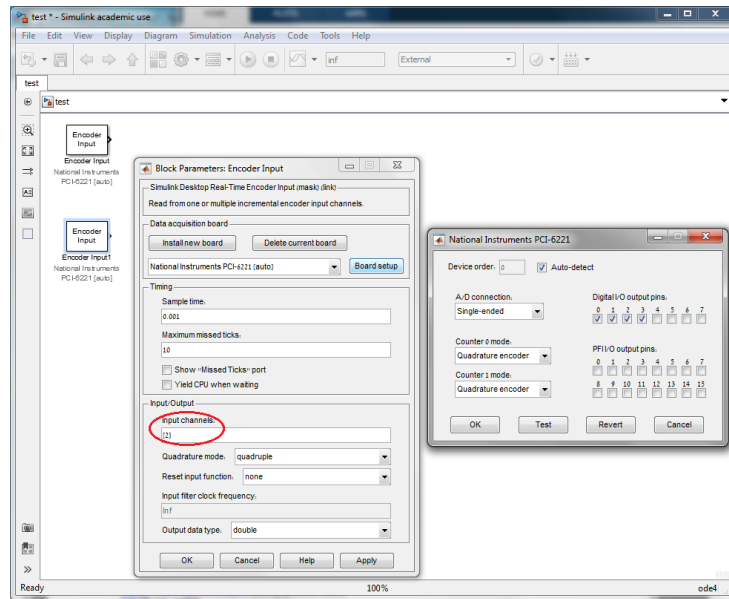 test * - Simulink academic use
File Edit View Display Diagram Simulation Analysis Code Tools Help
inf External
test
test
Encoder Input
Encoder Input
National Instruments
PCI-6221 [auto]
Encoder Input
Encoder Input1
National Instruments
PCI-6221 [auto]
Block Parameters: Encoder Input
Simulink Desktop Real-Time Encoder Input (mask) (link)
Read from one or multiple incremental encoder input channels.
Data acquisition board
Install new board Delete current board
National Instruments PCI-6221 [auto] Board setup
Timing
Sample time:
0.001
Maximum missed ticks:
10
Show "Missed Ticks" port
Yield CPU when waiting
Input/Output
Input channels:
[2]
Quadrature mode: quadruple
Reset input function: none
Input filter clock frequency:
Inf
Output data type: double
OK Cancel Help Apply
National Instruments PCI-6221
Device order: 0 Auto-detect
A/D connection: Digital I/O output pins:
Single-ended 0 1 2 3 4 5 6 7
Counter 0 mode: PFI I/O output pins:
Quadrature encoder 0 1 2 3 4 5 6 7
Counter 1 mode:
Quadrature encoder 8 9 10 11 12 13 14 15
OK Test Revert Cancel
Ready 100% ode4